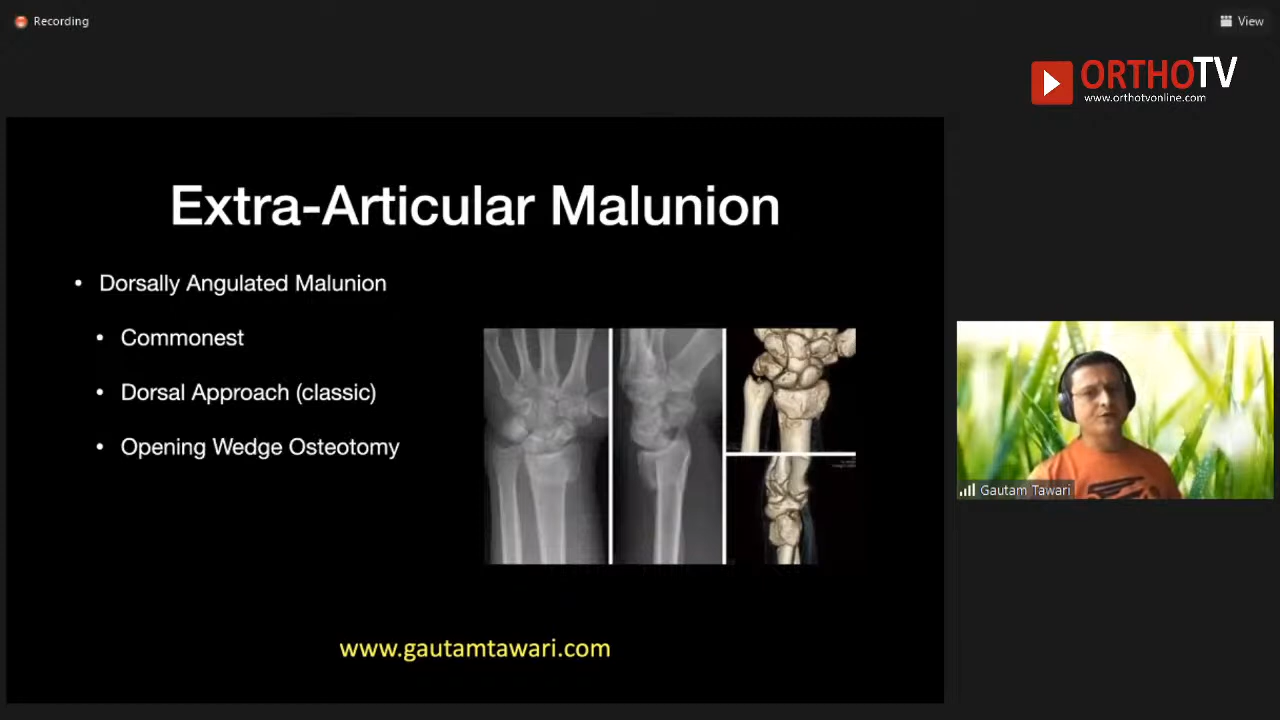 Recording
View
ORTHOTV
www.orthotvonline.com
Extra-Articular Malunion
• Dorsally Angulated Malunion
• Commonest
• Dorsal Approach (classic)
• Opening Wedge Osteotomy
Gautam Tawari
www.gautamtawari.com